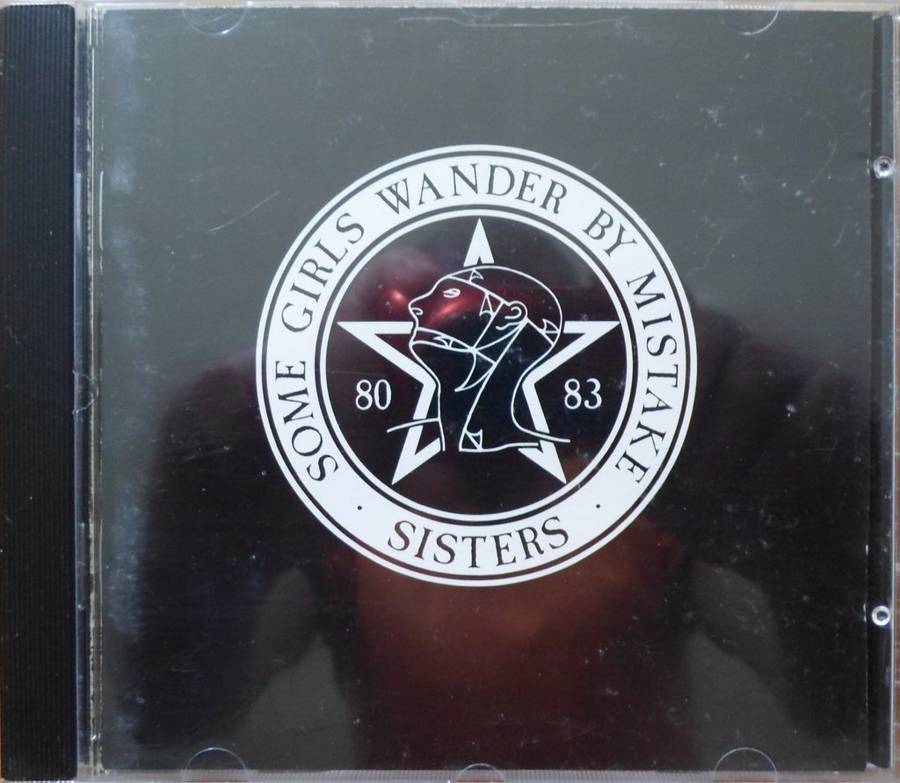 SOME GIRLS WANDER BY MISTAKE
80 83
· SISTERS ·